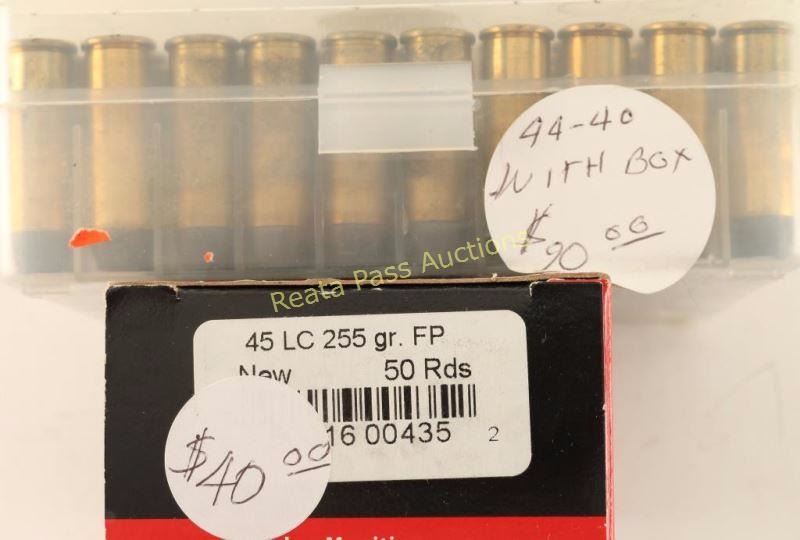 44-40
WITH BOX
$90.00
Reata Pass Auctions
45 LC 255 gr. FP
New 50 Rds
16 00435 2
$40.00